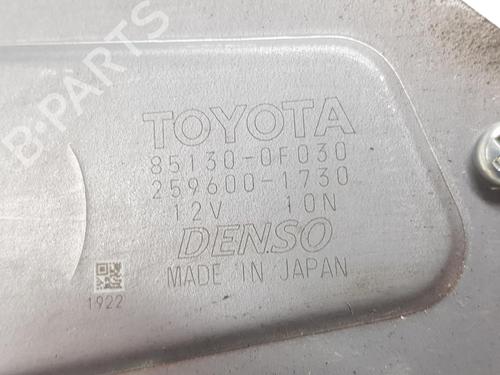 B-PARTS
TOYOTA
85130-0F030
259600-1730
12V 10N
DENSO
MADE IN JAPAN
1922